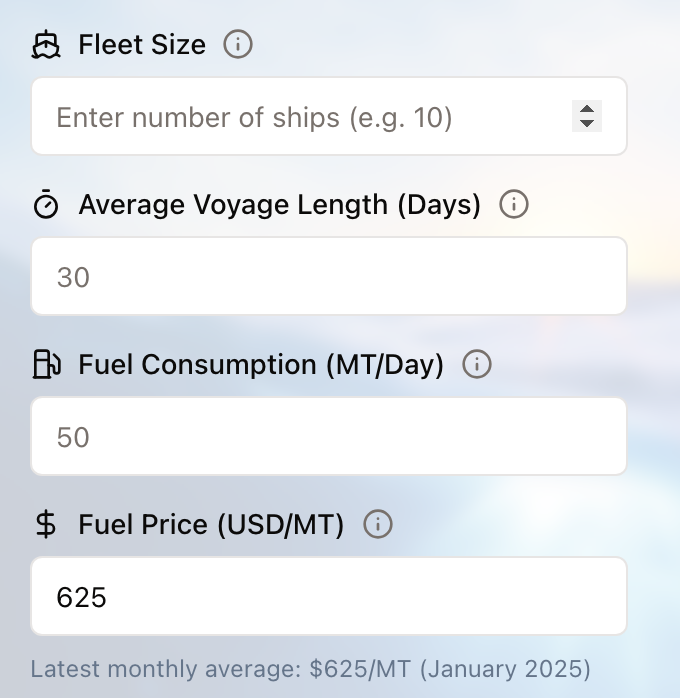 Fleet Size
Enter number of ships (e.g. 10)
Average Voyage Length (Days)
30
Fuel Consumption (MT/Day)
50
Fuel Price (USD/MT)
625
Latest monthly average: $625/MT (January 2025)